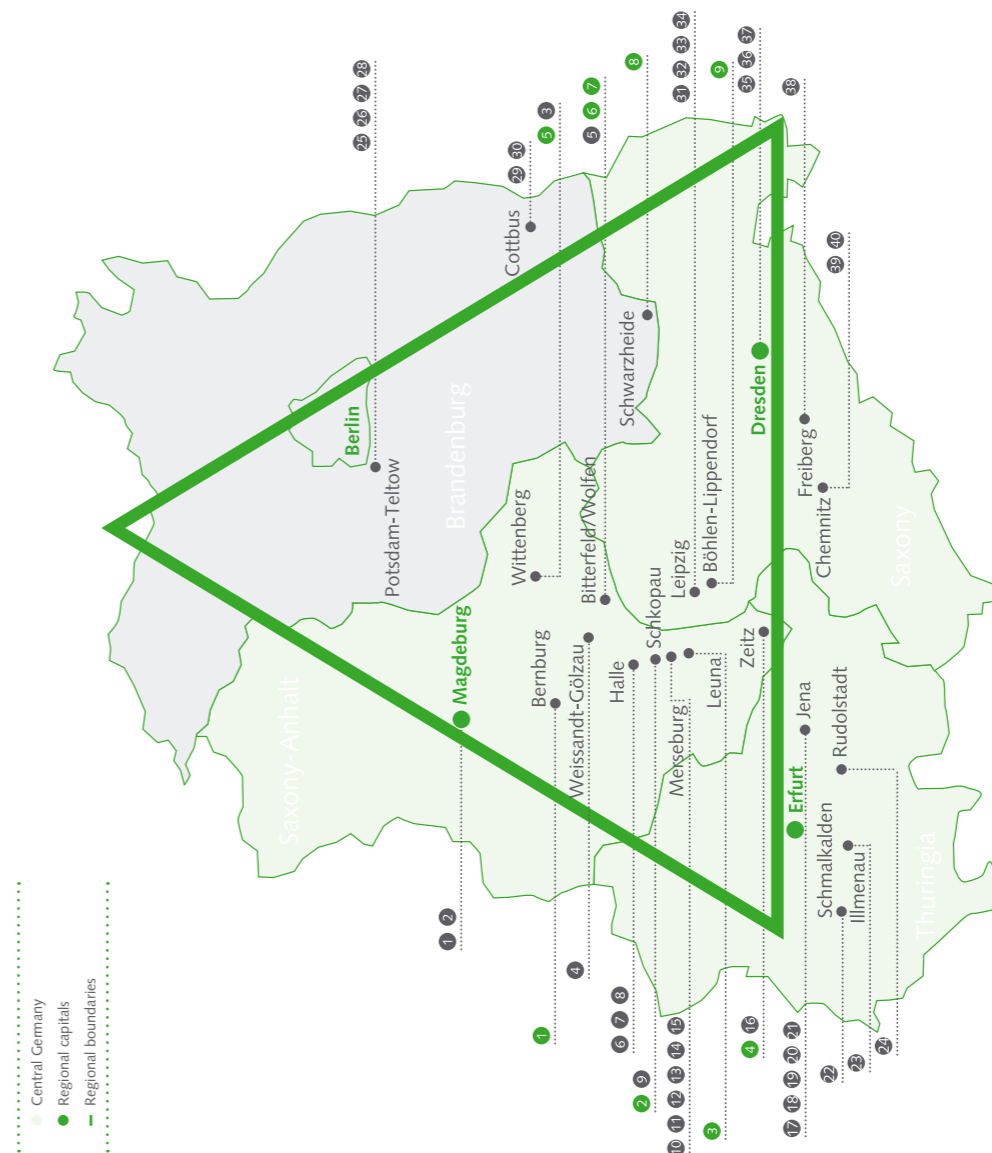 Central Germany
Regional capitals
Regional boundaries
25 26 27 28
29 30
5 3
5 6 7
8
31 32 33 34
9
35 36 37
38
39 40
Berlin
Potsdam-Teltow
Brandenburg
Cottbus
Schwarzheide
Wittenberg
Bitterfeld/Wolfen
Magdeburg
Saxony-Anhalt
Bernburg
Weissandt-Gölzau
Halle
Schkopau
Merseburg
Leuna
Leipzig
Böhlen-Lippendorf
Dresden
Freiberg
Chemnitz
Saxony
Zeitz
Jena
Erfurt
Rudolstadt
Schmalkalden
Illmenau
Thuringia
1 2
1
4
6 7 8
2 9
10 11 12 13 14 15
3
4 16
17 18 19 20 21
22
23
24